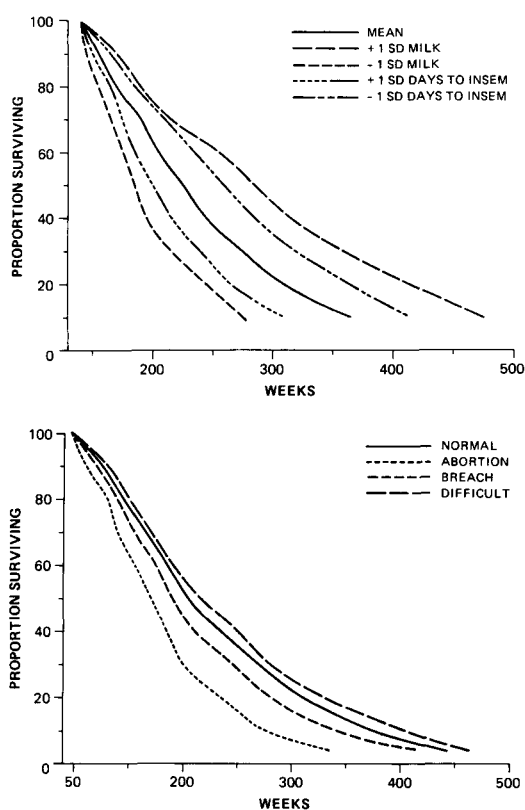 100
80
60
40
20
0
PROPORTION SURVIVING
200
300
400
500
WEEKS
MEAN
+ 1 SD MILK
- 1 SD MILK
+ 1 SD DAYS TO INSEM
- 1 SD DAYS TO INSEM
100
80
60
40
20
0
PROPORTION SURVIVING
50
200
300
400
500
WEEKS
NORMAL
ABORTION
BREACH
DIFFICULT